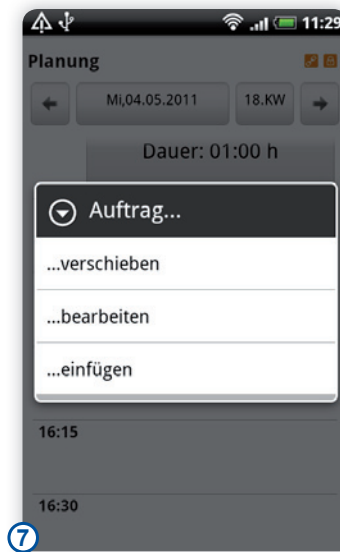 11:29
Planung
Mi,04.05.2011
18.KW
Dauer: 01:00 h
Auftrag...
...verschieben
...bearbeiten
...einfügen
16:15
16:30
7